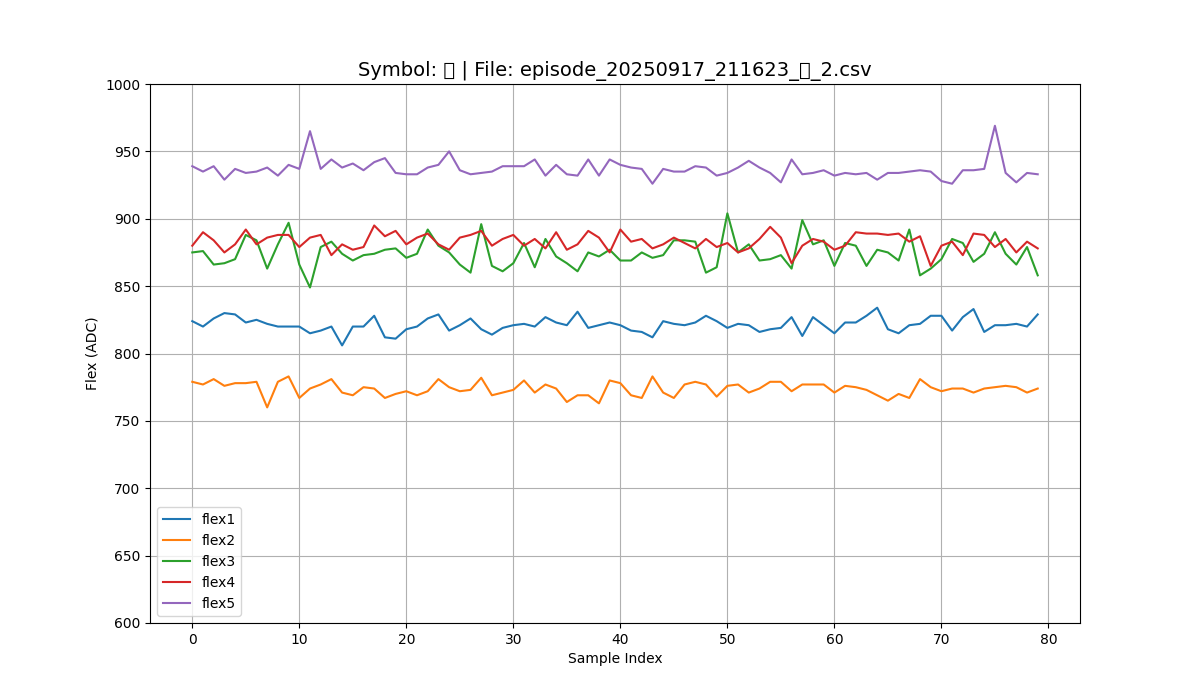 Symbol: | File: episode_20250917_211623_ _2.csv
Flex (ADC)
1000
950
900
850
800
750
700
650
600
flex1
flex2
flex3
flex4
flex5
0 10 20 30 40 50 60 70 80
Sample Index